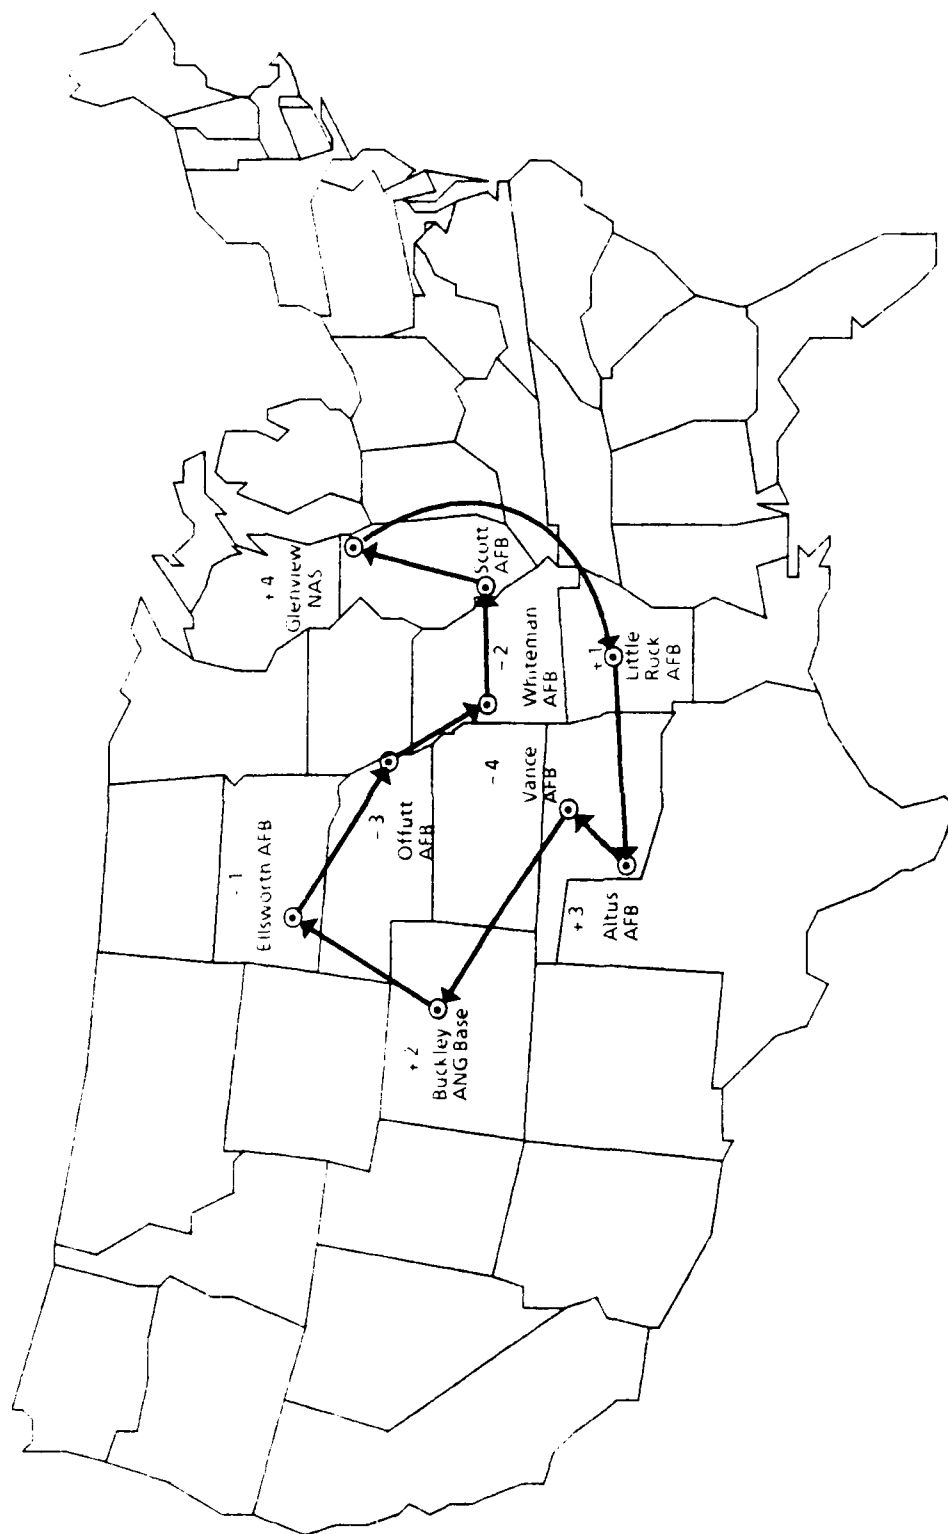 + 4
Glenview
NAS
- 1
Ellsworth AFB
- 3
Offutt
AFB
+ 2
Buckley
ANG Base
Scott
AFB
- 2
Whiteman
AFB
- 4
Vance
AFB
+ 1
Little
Rock
AFB
+ 3
Altus
AFB